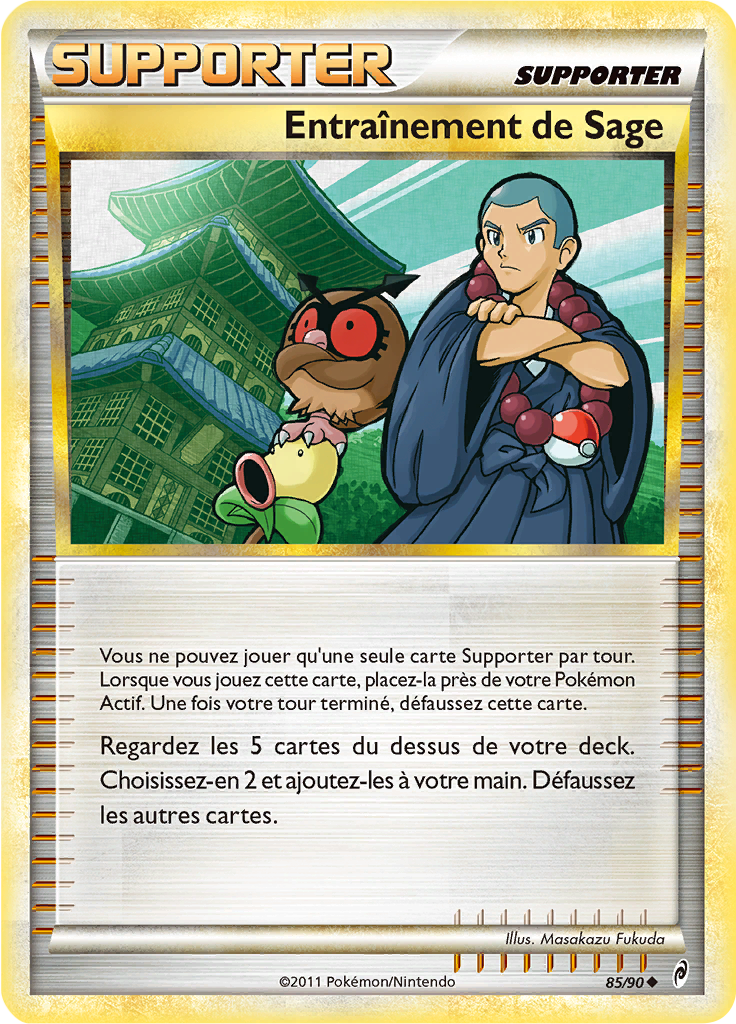 SUPPORTER
SUPPORTER
Entraînement de Sage
Vous ne pouvez jouer qu'une seule carte Supporter par tour.
Lorsque vous jouez cette carte, placez-la près de votre Pokémon
Actif. Une fois votre tour terminé, défaussez cette carte.
Regardez les 5 cartes du dessus de votre deck.
Choisissez-en 2 et ajoutez-les à votre main. Défaussez
les autres cartes.
Illus. Masakazu Fukuda
©2011 Pokémon/Nintendo
85/90